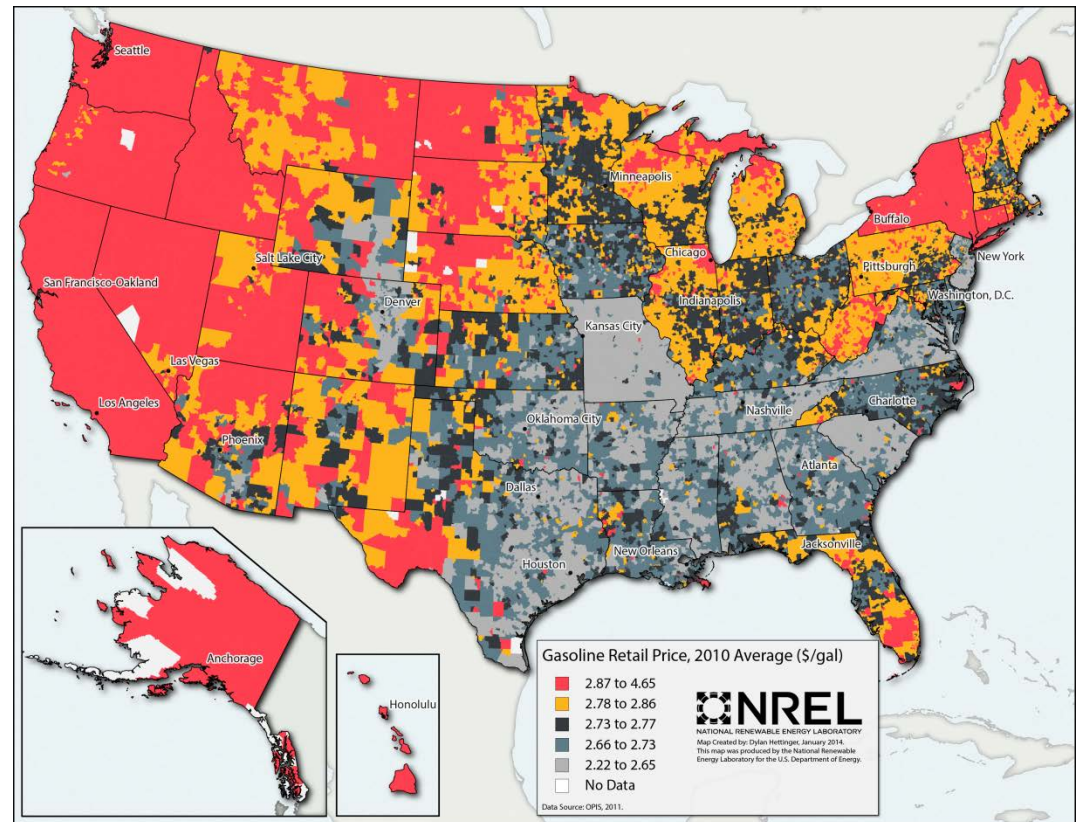 Seattle
Minneapolis
Buffalo
Chicago
Pittsburgh
New York
Salt Lake City
San Francisco-Oakland
Denver
Indianapolis
Washington, D.C.
Kansas City
Las Vegas
Los Angeles
Oklahoma City
Nashville
Charlotte
Phoenix
Atlanta
Dallas
Jacksonville
New Orleans
Houston
Anchorage
Honolulu
Gasoline Retail Price, 2010 Average ($/gal)
2.87 to 4.65
2.78 to 2.86
2.73 to 2.77
2.66 to 2.73
2.22 to 2.65
No Data
Data Source: OPIS, 2011.
NREL
NATIONAL RENEWABLE ENERGY LABORATORY
Map Created by: Dylan Hettinger, January 2014.
This map was produced by the National Renewable
Energy Laboratory for the U.S. Department of Energy.